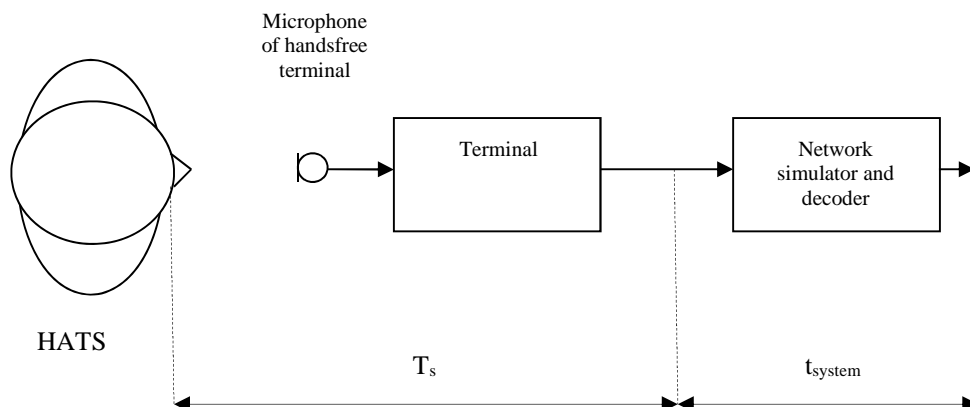 Microphone
of handsfree
terminal
Terminal
Network
simulator and
decoder
HATS
Ts
tsystem